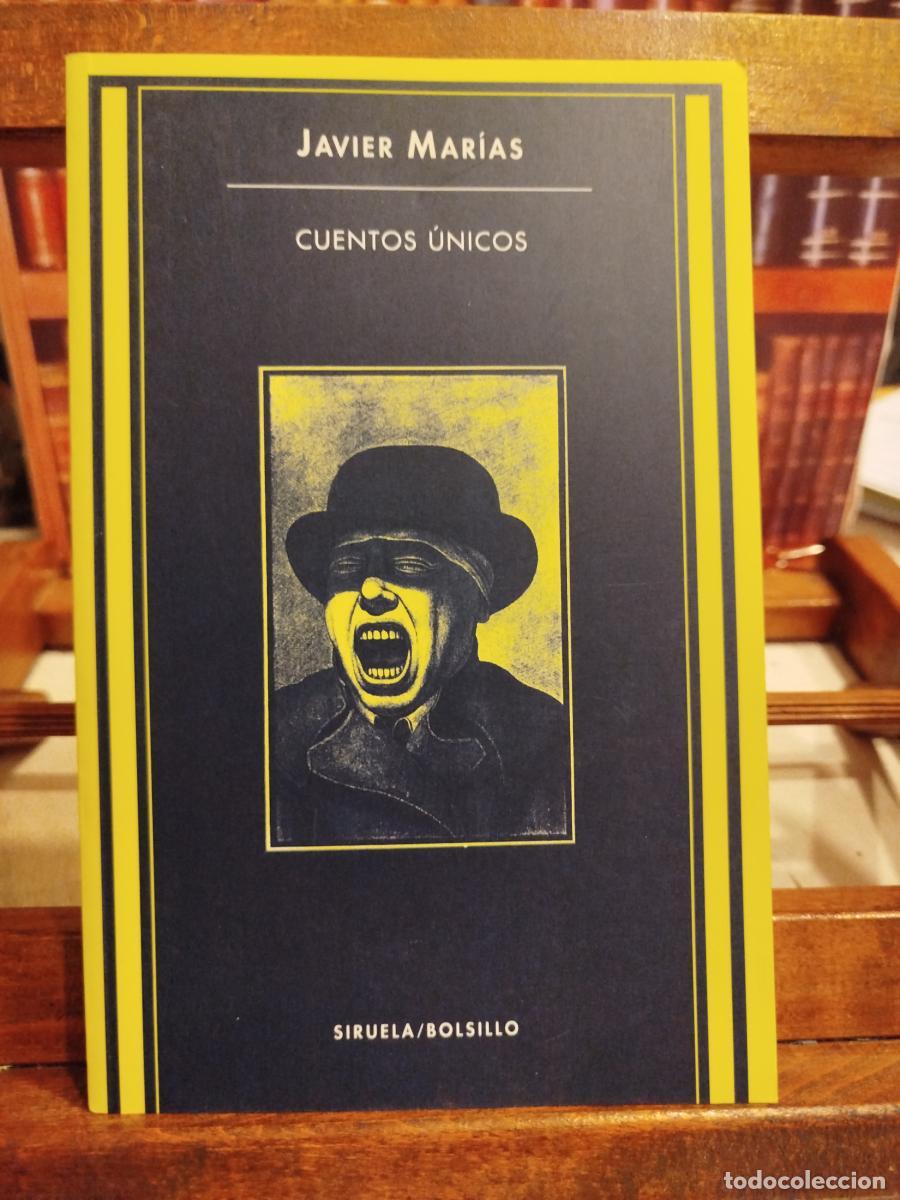 JAVIER MARÍAS
CUENTOS ÚNICOS
SIRUELA/BOLSILLO
todocoleccion